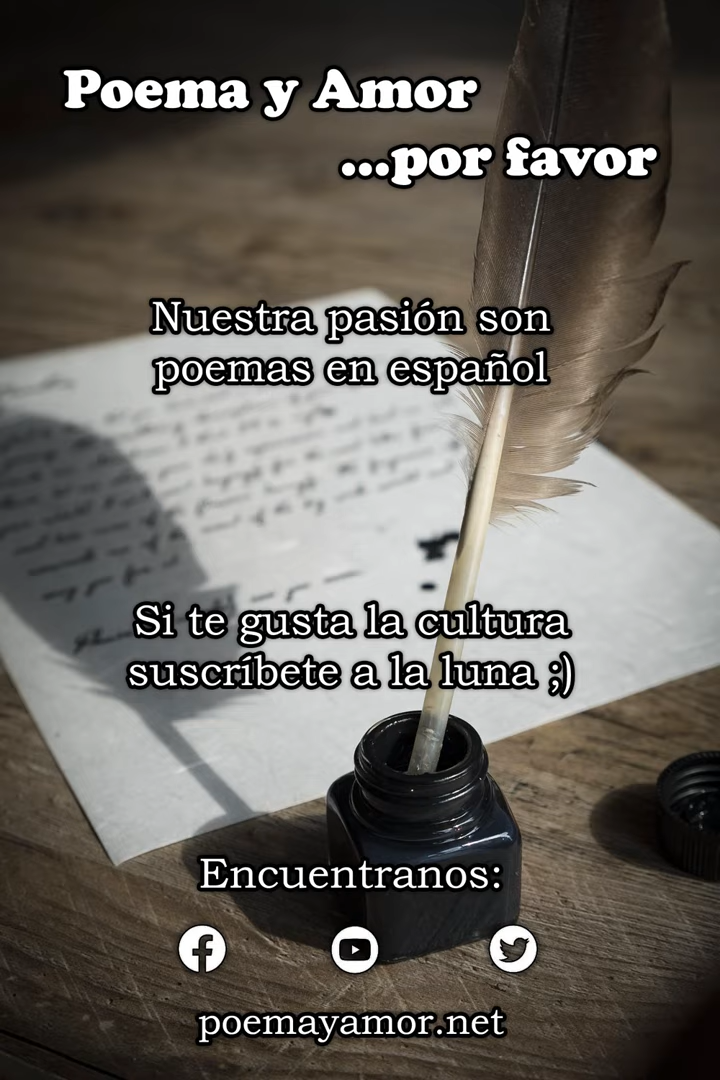 Poema y Amor
...por favor
Nuestra pasión son
poemas en español
Si te gusta la cultura
suscríbete a la luna ;)
Encuentranos:
poemayamor.net